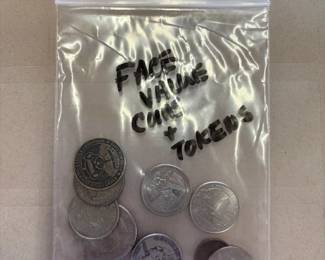 FACE
VALUE
COINS
+ TOKENS